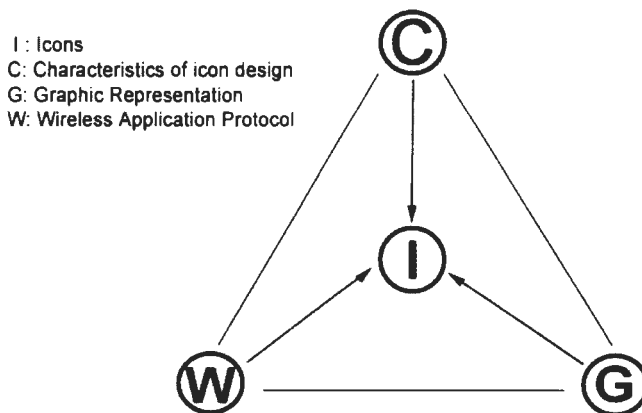 I : Icons
C: Characteristics of icon design
G: Graphic Representation
W: Wireless Application Protocol
C
I
W
G